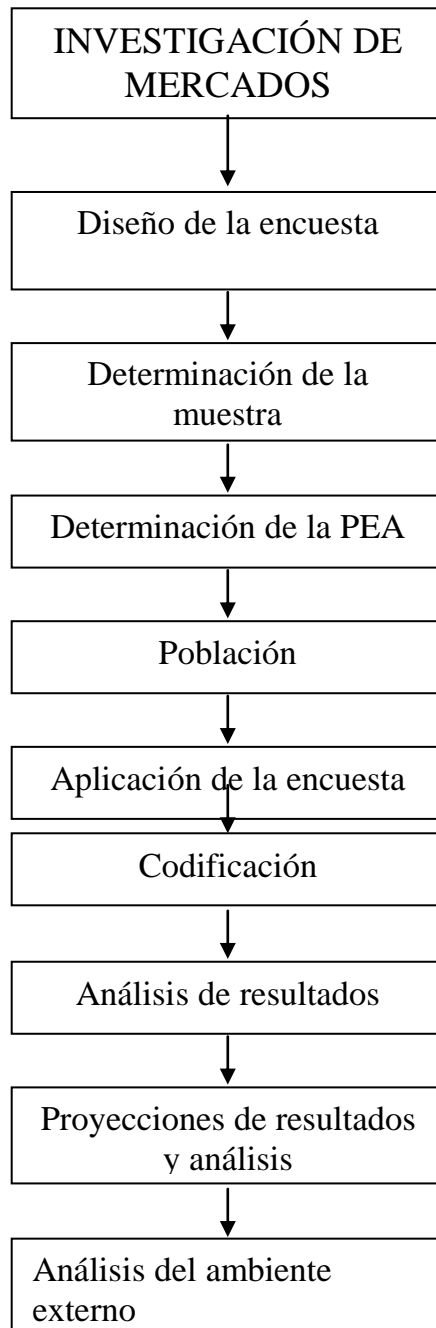 INVESTIGACIÓN DE
MERCADOS
Diseño de la encuesta
Determinación de la
muestra
Determinación de la PEA
Población
Aplicación de la encuesta
Codificación
Análisis de resultados
Proyecciones de resultados
y análisis
Análisis del ambiente
externo